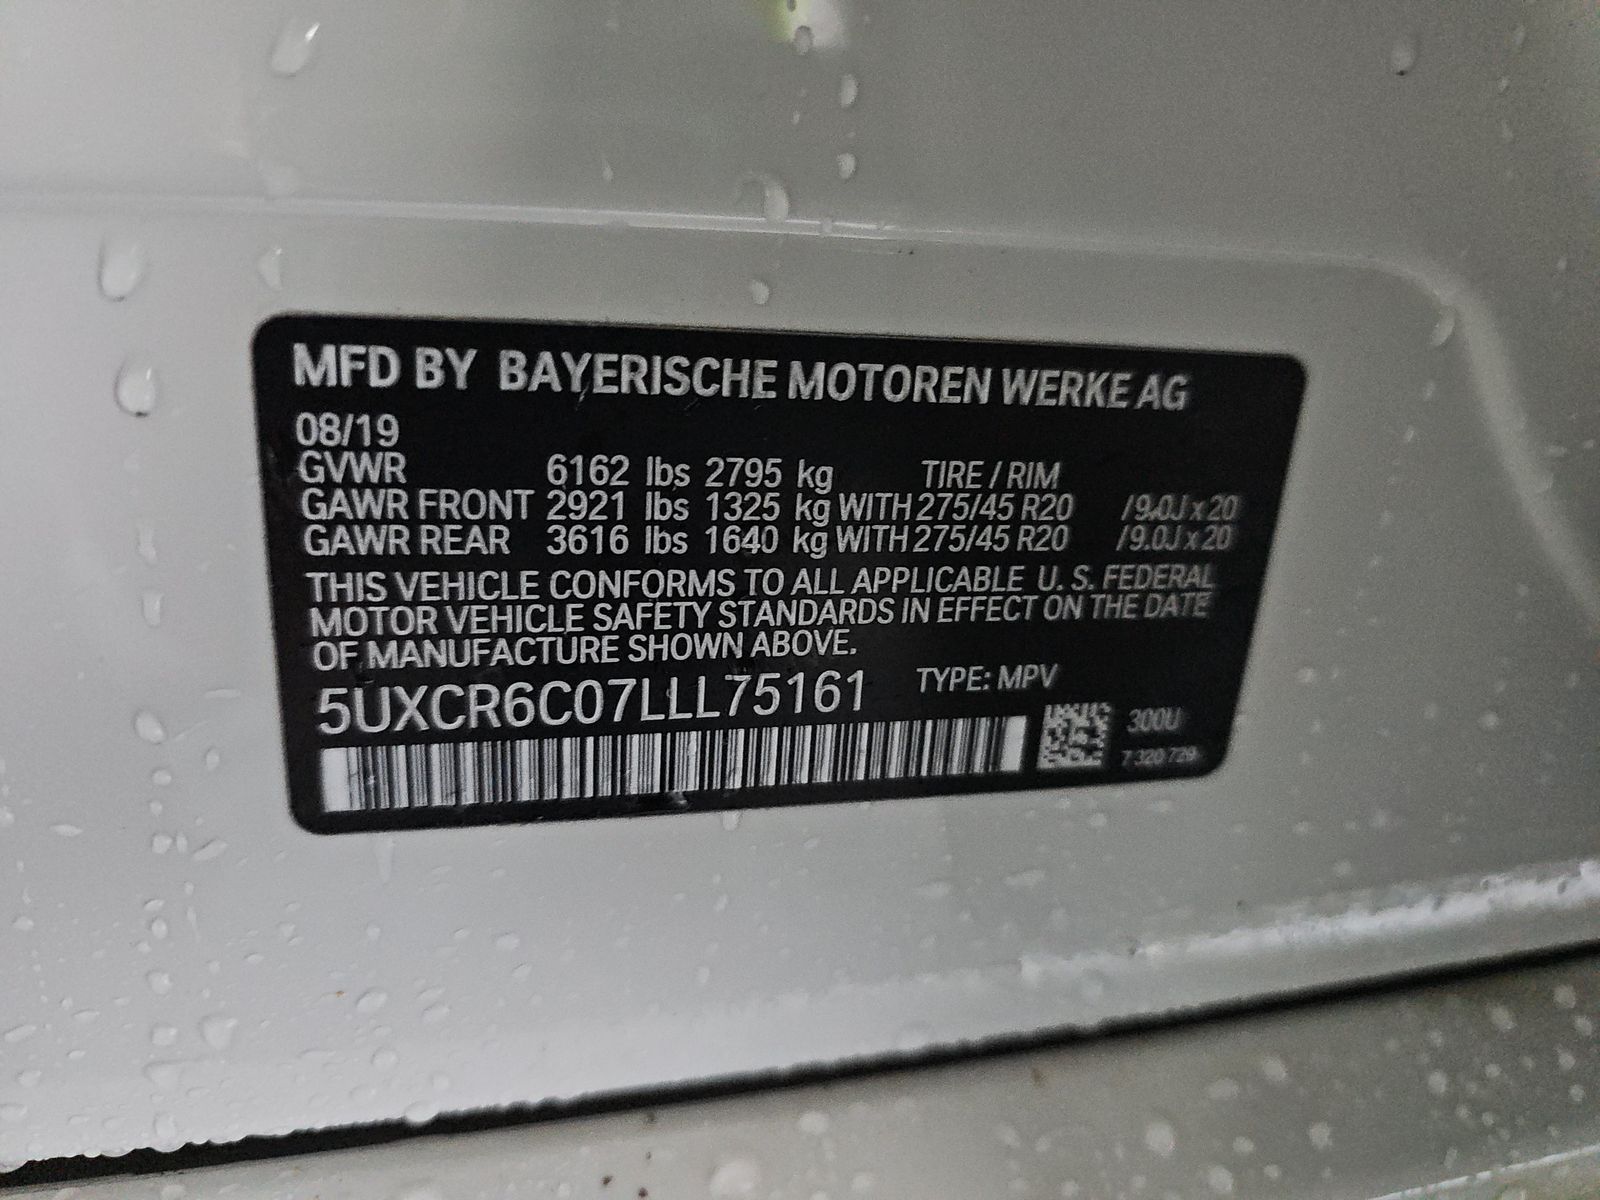 MFD BY BAYERISCHE MOTOREN WERKE AG
08/19
GVWR 6162 lbs 2795 kg TIRE / RIM
GAWR FRONT 2921 lbs 1325 kg WITH 275/45 R20 /9.0J x 20
GAWR REAR 3616 lbs 1640 kg WITH 275/45 R20 /9.0J x 20
THIS VEHICLE CONFORMS TO ALL APPLICABLE U. S. FEDERAL
MOTOR VEHICLE SAFETY STANDARDS IN EFFECT ON THE DATE
OF MANUFACTURE SHOWN ABOVE.
5UXCR6C07LLL75161 TYPE: MPV
300U
7 320 729